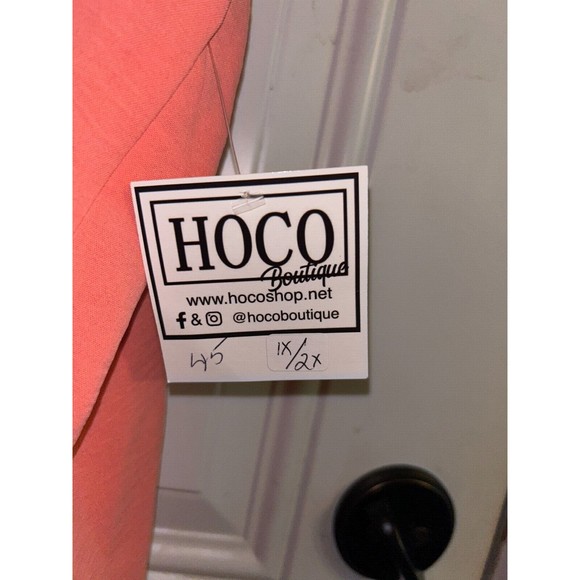 HOCO
Boutique
www.hocoshop.net
f & @hocoboutique
45 1X/2X